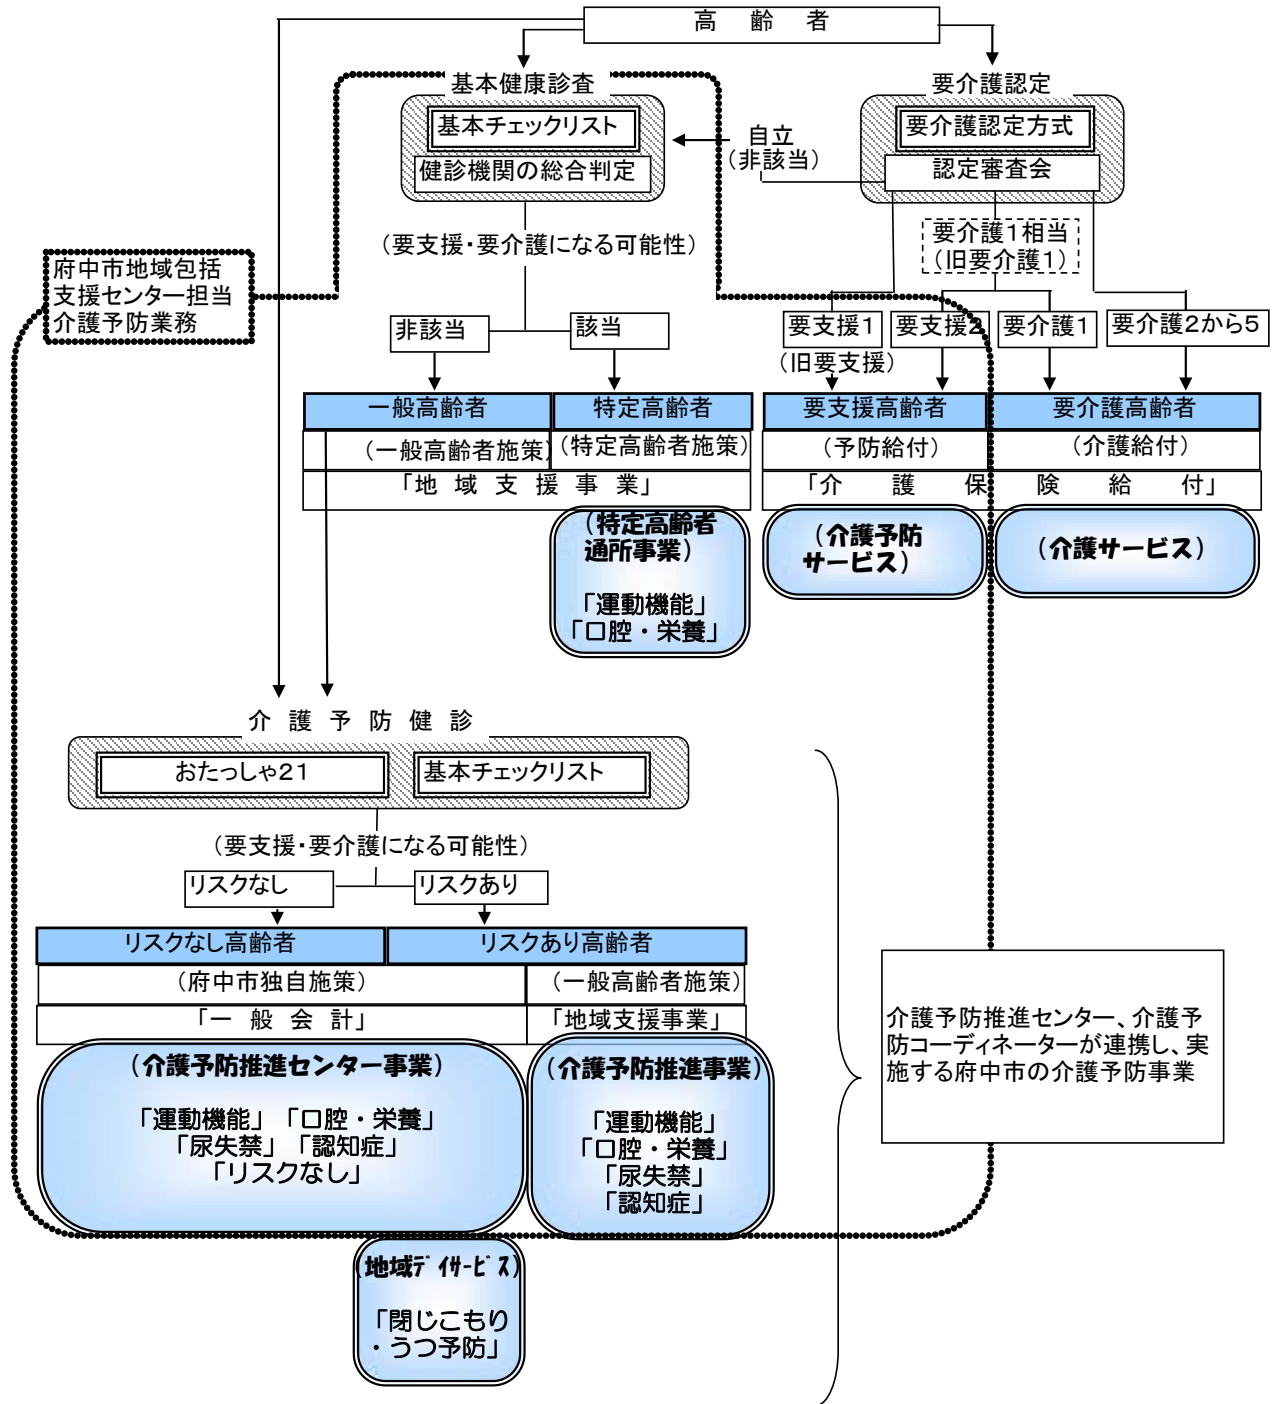 高齢者
基本健康診査
基本チェックリスト
健診機関の総合判定
自立
(非該当)
要介護認定
要介護認定方式
認定審査会
(要支援・要介護になる可能性)
要介護1相当
(旧要介護1)
府中市地域包括
支援センター担当
介護予防業務
非該当
該当
要支援1
(旧要支援)
要支援2
要介護1
要介護2から5
一般高齢者
特定高齢者
要支援高齢者
要介護高齢者
(一般高齢者施策)
(特定高齢者施策)
(予防給付)
(介護給付)
「地域支援事業」
「介護保険給付」
(特定高齢者
通所事業)
「運動機能」
「口腔・栄養」
(介護予防
サービス)
(介護サービス)
介護予防健診
おたっしゃ21
基本チェックリスト
(要支援・要介護になる可能性)
リスクなし
リスクあり
リスクなし高齢者
リスクあり高齢者
(府中市独自施策)
(一般高齢者施策)
「一般会計」
「地域支援事業」
(介護予防推進センター事業)
「運動機能」「口腔・栄養」
「尿失禁」「認知症」
「リスクなし」
(介護予防推進事業)
「運動機能」
「口腔・栄養」
「尿失禁」
「認知症」
(地域デイサービス)
「閉じこもり
・うつ予防」
介護予防推進センター、介護予
防コーディネーターが連携し、実
施する府中市の介護予防事業